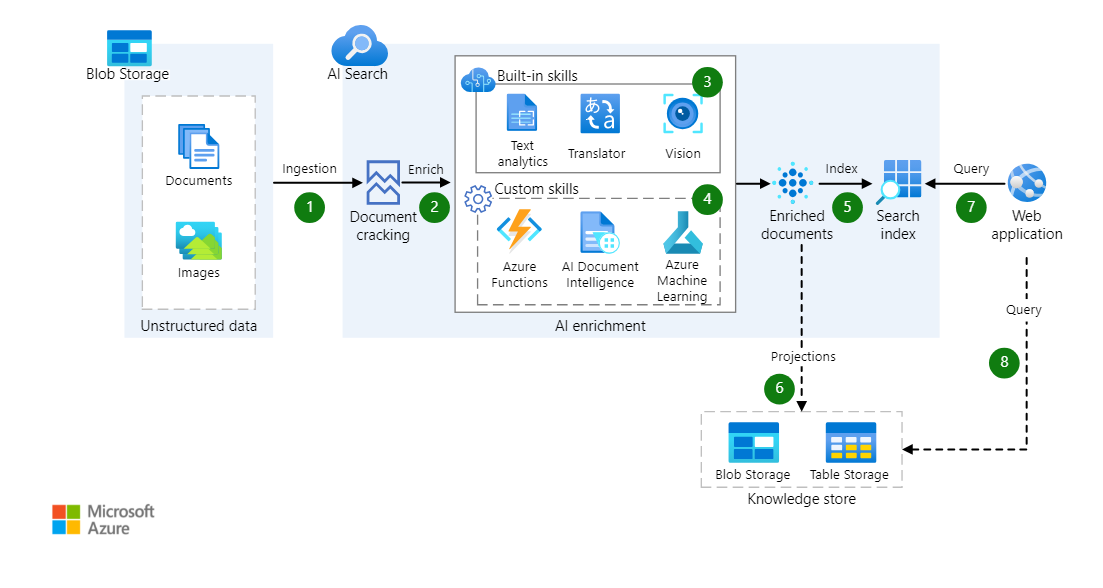 Blob Storage
Documents
Images
Unstructured data
Ingestion
1
AI Search
Document
cracking
Enrich
2
Built-in skills
3
Text
analytics
Translator
あ
a
Vision
Custom skills
4
Azure
Functions
AI Document
Intelligence
Azure
Machine
Learning
AI enrichment
Enriched
documents
Index
5
Search
index
Query
7
Web
application
Projections
6
Query
8
Blob Storage
Table Storage
Knowledge store
Microsoft
Azure